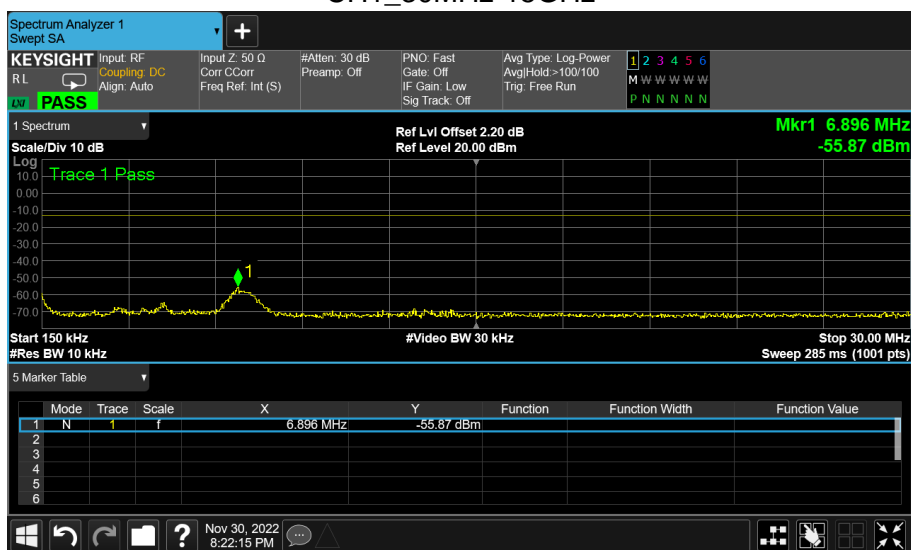 Spectrum Analyzer 1
Swept SA
+
KEYSIGHT Input: RF Input Z: 50 Ω #Atten: 30 dB PNO: Fast Avg Type: Log-Power 1 2 3 4 5 6
RL Coupling: DC Corr CCorr Preamp: Off Gate: Off Avg|Hold:>100/100 M W W W W W
Align: Auto Freq Ref: Int (S) IF Gain: Low Trig: Free Run
LXI PASS Sig Track: Off P N N N N N
1 Spectrum Ref Lvl Offset 2.20 dB Mkr1 6.896 MHz
Scale/Div 10 dB Ref Level 20.00 dBm -55.87 dBm
Log
10.0 Trace 1 Pass
0.00
-10.0
-20.0
-30.0
-40.0
1
-50.0
-60.0
-70.0
Start 150 kHz #Video BW 30 kHz Stop 30.00 MHz
#Res BW 10 kHz Sweep 285 ms (1001 pts)
5 Marker Table
Mode Trace Scale X Y Function Function Width Function Value
1 N 1 f 6.896 MHz -55.87 dBm
2
3
4
5
6
? Nov 30, 2022
8:22:15 PM